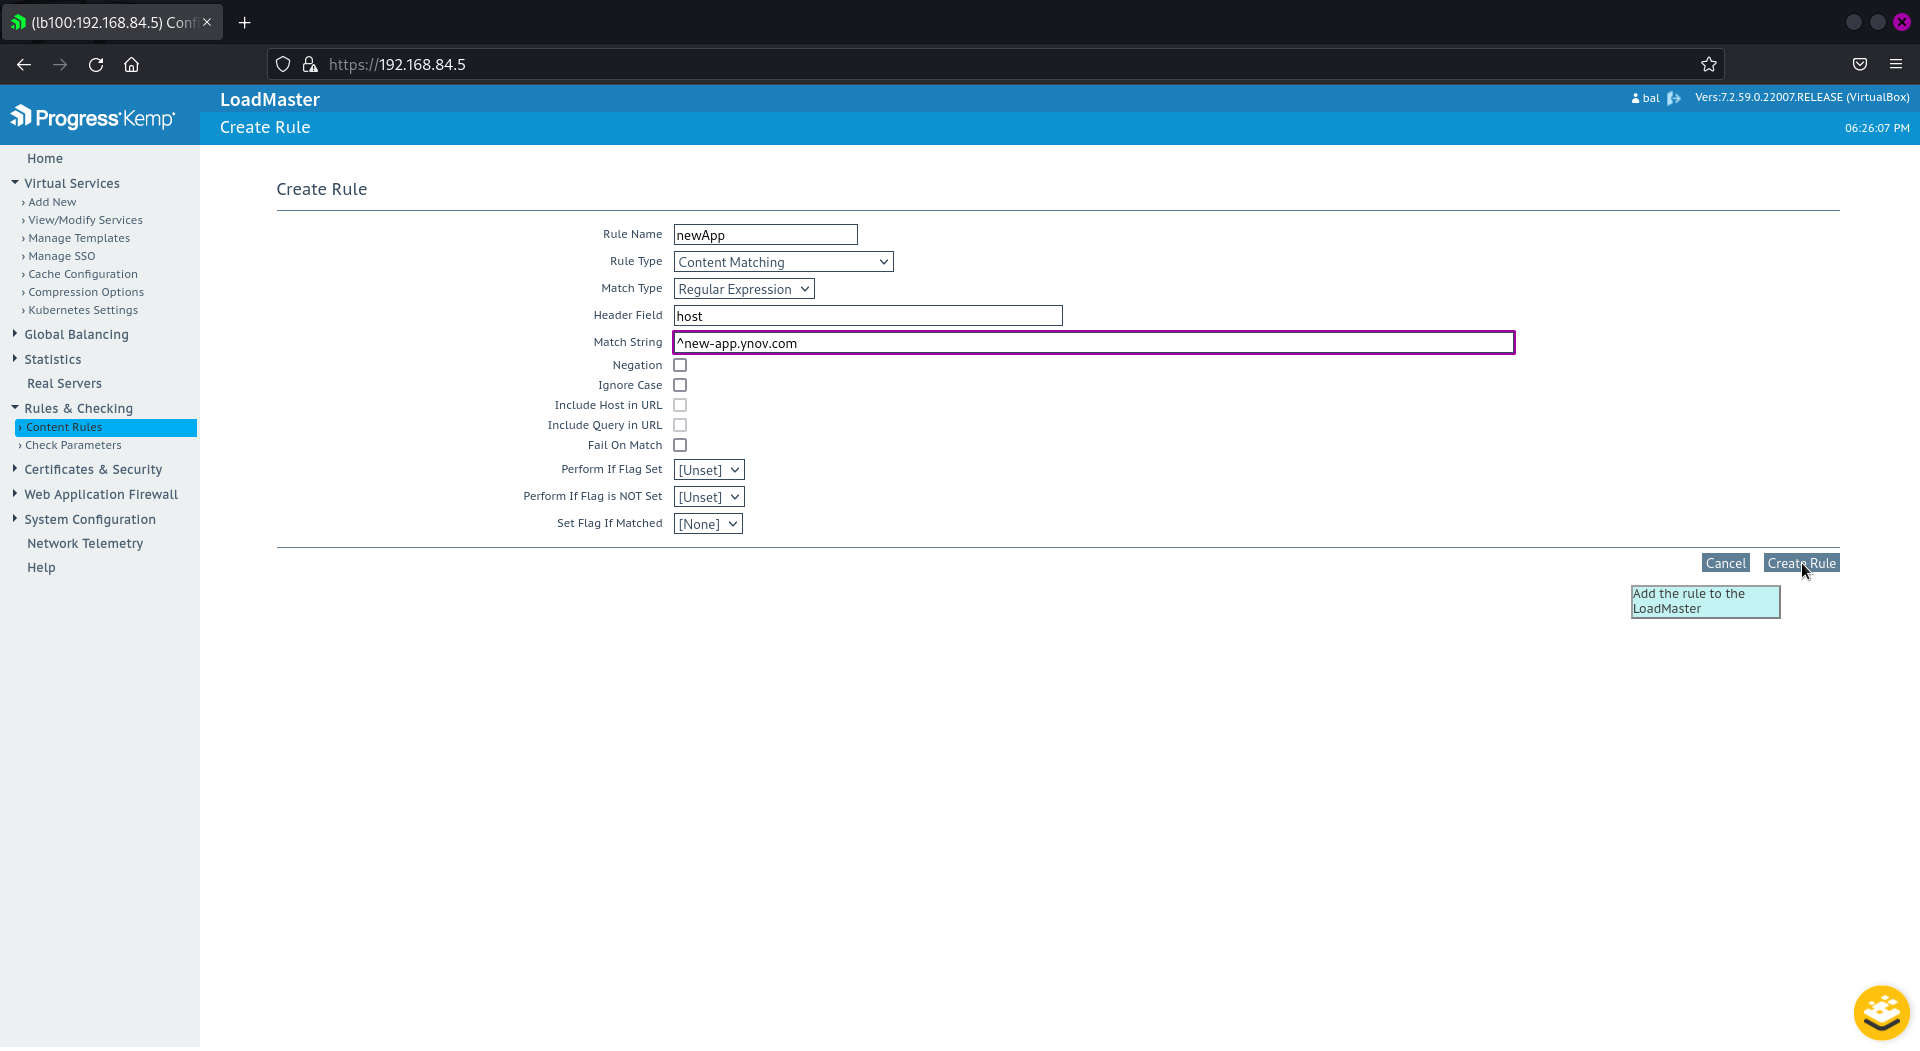 (lb100:192.168.84.5) Conf
https://192.168.84.5
Progress Kemp
LoadMaster
Create Rule
bal
Vers:7.2.59.0.22007.RELEASE (VirtualBox)
06:26:07 PM
Home
Virtual Services
› Add New
› View/Modify Services
› Manage Templates
› Manage SSO
› Cache Configuration
› Compression Options
› Kubernetes Settings
Global Balancing
Statistics
Real Servers
Rules & Checking
› Content Rules
› Check Parameters
Certificates & Security
Web Application Firewall
System Configuration
Network Telemetry
Help
Create Rule
Rule Name newApp
Rule Type Content Matching
Match Type Regular Expression
Header Field host
Match String ^new-app.ynov.com
Negation
Ignore Case
Include Host in URL
Include Query in URL
Fail On Match
Perform If Flag Set [Unset]
Perform If Flag is NOT Set [Unset]
Set Flag If Matched [None]
Cancel Create Rule
Add the rule to the
LoadMaster